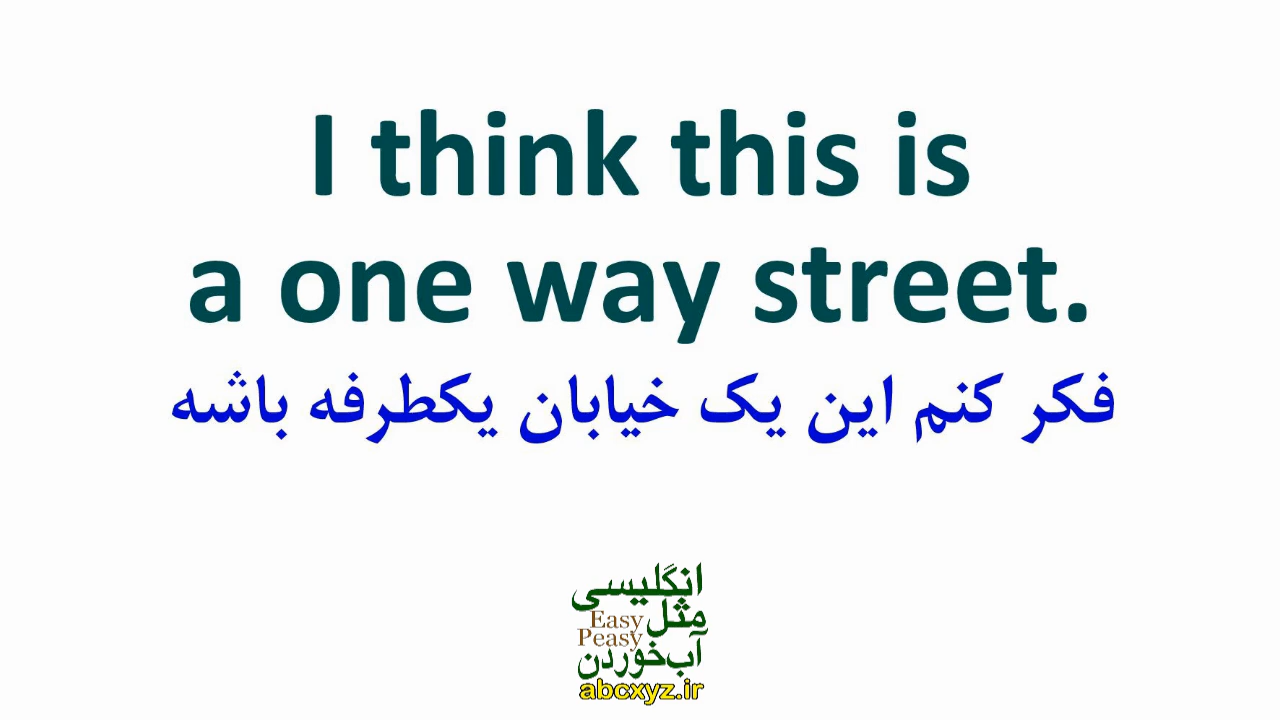 I think this is
a one way street.
فکر کنم این یک خیابان یکطرفه باشه
انگلیسی
مثل
Easy
Peasy
آب‌خوردن
abcxyz.ir